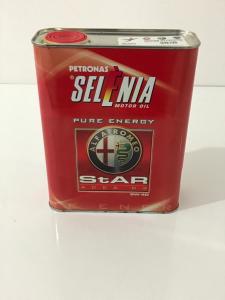 PETRONAS
SELENIA
MOTOR OIL
PURE ENERGY
ALFA ROMEO
StAR